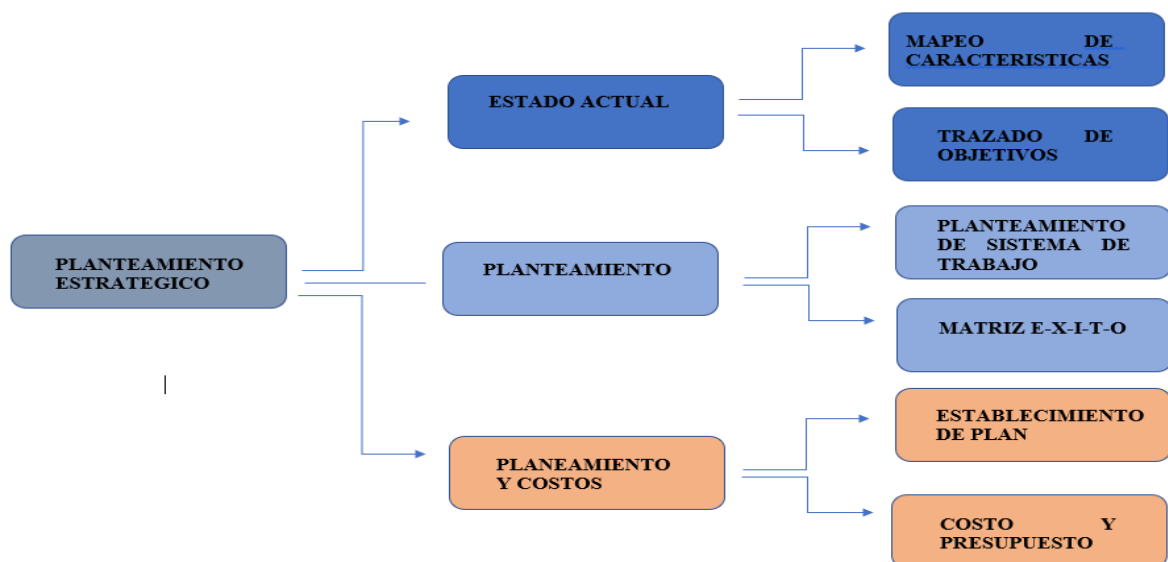 PLANTEAMIENTO
ESTRATEGICO
ESTADO ACTUAL
MAPEO DE
CARACTERISTICAS
TRAZADO DE
OBJETIVOS
PLANTEAMIENTO
PLANTEAMIENTO
DE SISTEMA DE
TRABAJO
MATRIZ E-X-I-T-O
PLANEAMIENTO
Y COSTOS
ESTABLECIMIENTO
DE PLAN
COSTO Y
PRESUPUESTO